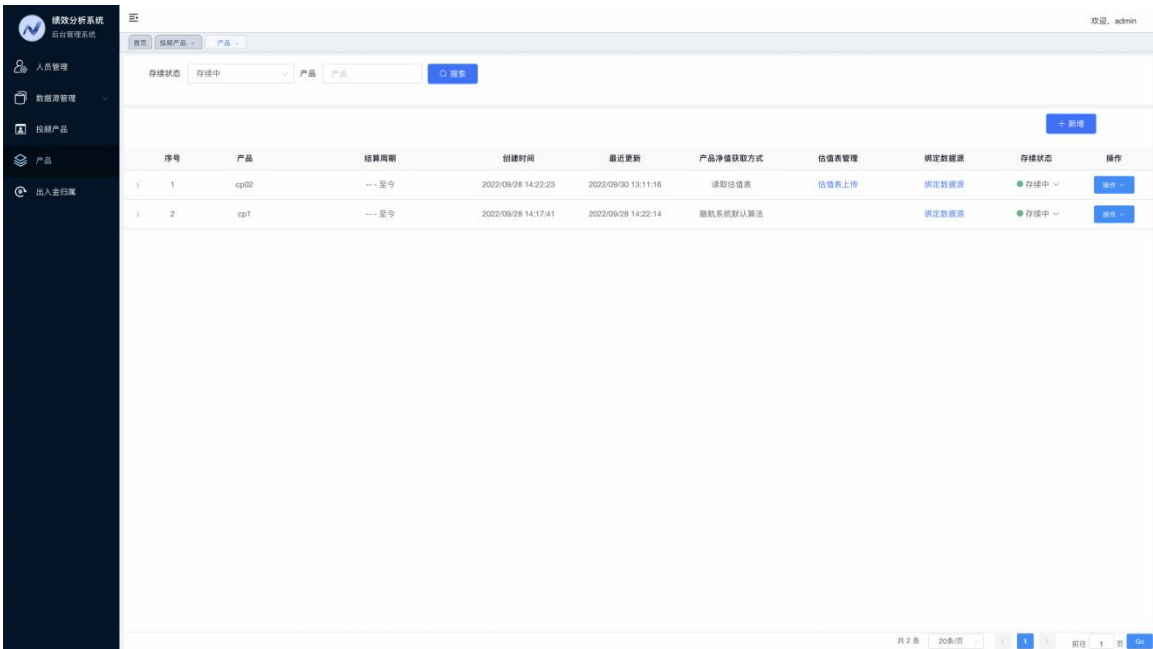 绩效分析系统
后台管理系统
欢迎，admin
首页 投顾产品 × 产品 ×
人员管理
数据源管理
投顾产品
产品
出入金归属
存续状态 存续中 产品 产品 搜索
+ 新增
序号 产品 结算周期 创建时间 最近更新 产品净值获取方式 估值表管理 绑定数据源 存续状态 操作
1 cp02 -- - 至今 2022/09/28 14:22:23 2022/09/30 13:11:16 读取估值表 估值表上传 绑定数据源 存续中 操作
2 cp1 -- - 至今 2022/09/28 14:17:41 2022/09/28 14:22:14 融航系统默认算法 绑定数据源 存续中 操作
共 2 条 20条/页 1 前往 1 页 Go